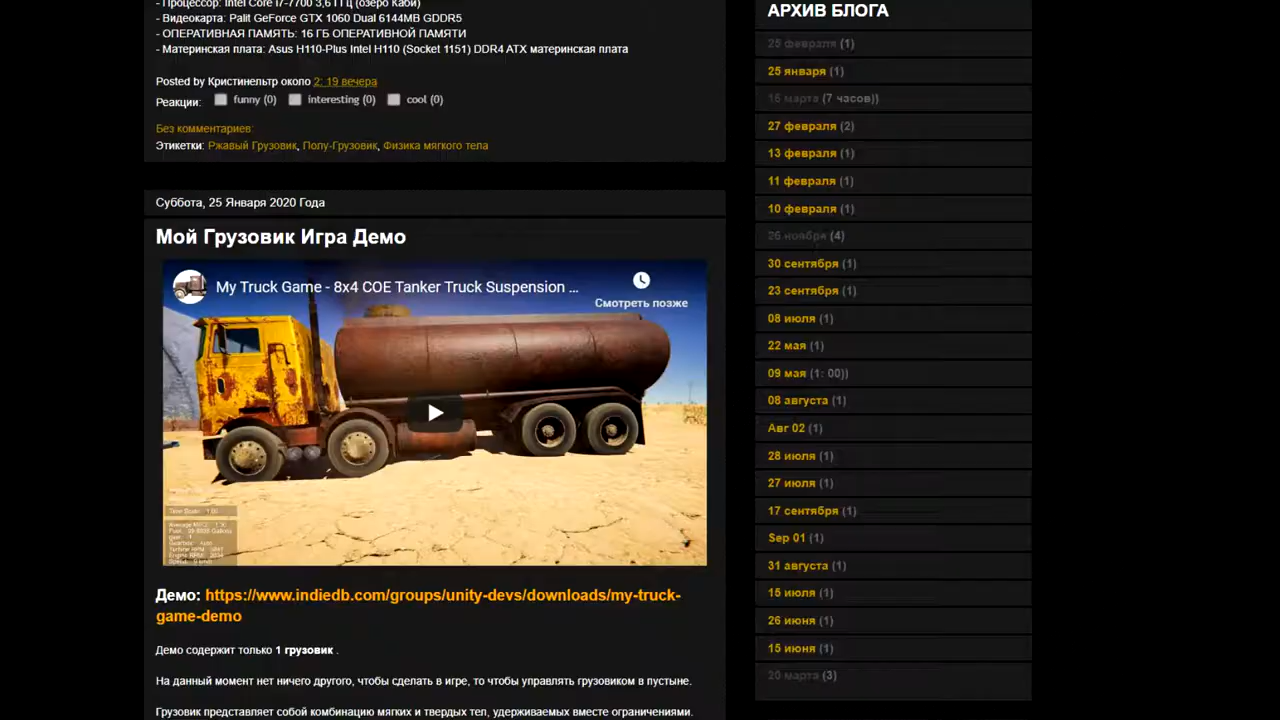 - Процессор: Intel Core i7-7700 3,6 ГГц (озеро Каби)
- Видеокарта: Palit GeForce GTX 1060 Dual 6144MB GDDR5
- ОПЕРАТИВНАЯ ПАМЯТЬ: 16 ГБ ОПЕРАТИВНОЙ ПАМЯТИ
- Материнская плата: Asus H110-Plus Intel H110 (Socket 1151) DDR4 ATX материнская плата
Posted by Кристинельтр около 2: 19 вечера
Реакции: funny (0) interesting (0) cool (0)
Без комментариев:
Этикетки: Ржавый Грузовик, Полу-Грузовик, Физика мягкого тела
Суббота, 25 Января 2020 Года
Мой Грузовик Игра Демо
My Truck Game - 8x4 COE Tanker Truck Suspension ...
Смотреть позже
Time Scale: 1.00
Демо: https://www.indiedb.com/groups/unity-devs/downloads/my-truck-
game-demo
Демо содержит только 1 грузовик .
На данный момент нет ничего другого, чтобы сделать в игре, то чтобы управлять грузовиком в пустыне.
Грузовик представляет собой комбинацию мягких и твердых тел, удерживаемых вместе ограничениями.
АРХИВ БЛОГА
25 февраля (1)
25 января (1)
16 марта (7 часов))
27 февраля (2)
13 февраля (1)
11 февраля (1)
10 февраля (1)
26 ноября (4)
30 сентября (1)
23 сентября (1)
08 июля (1)
22 мая (1)
09 мая (1: 00))
08 августа (1)
Авг 02 (1)
28 июля (1)
27 июля (1)
17 сентября (1)
Sep 01 (1)
31 августа (1)
15 июля (1)
26 июня (1)
15 июня (1)
20 марта (3)